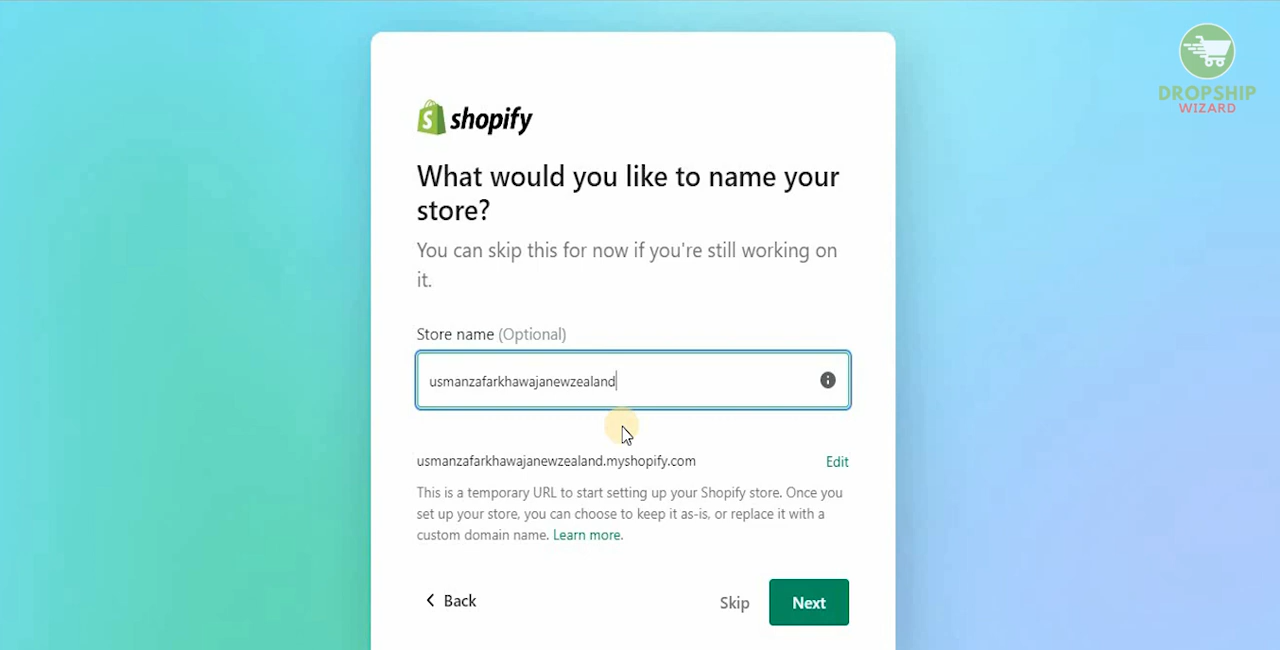 DROPSHIP
WIZARD
shopify
What would you like to name your
store?
You can skip this for now if you're still working on
it.
Store name (Optional)
usmanzafarkhawajanewzealand
usmanzafarkhawajanewzealand.myshopify.com Edit
This is a temporary URL to start setting up your Shopify store. Once you
set up your store, you can choose to keep it as-is, or replace it with a
custom domain name. Learn more.
Back Skip Next